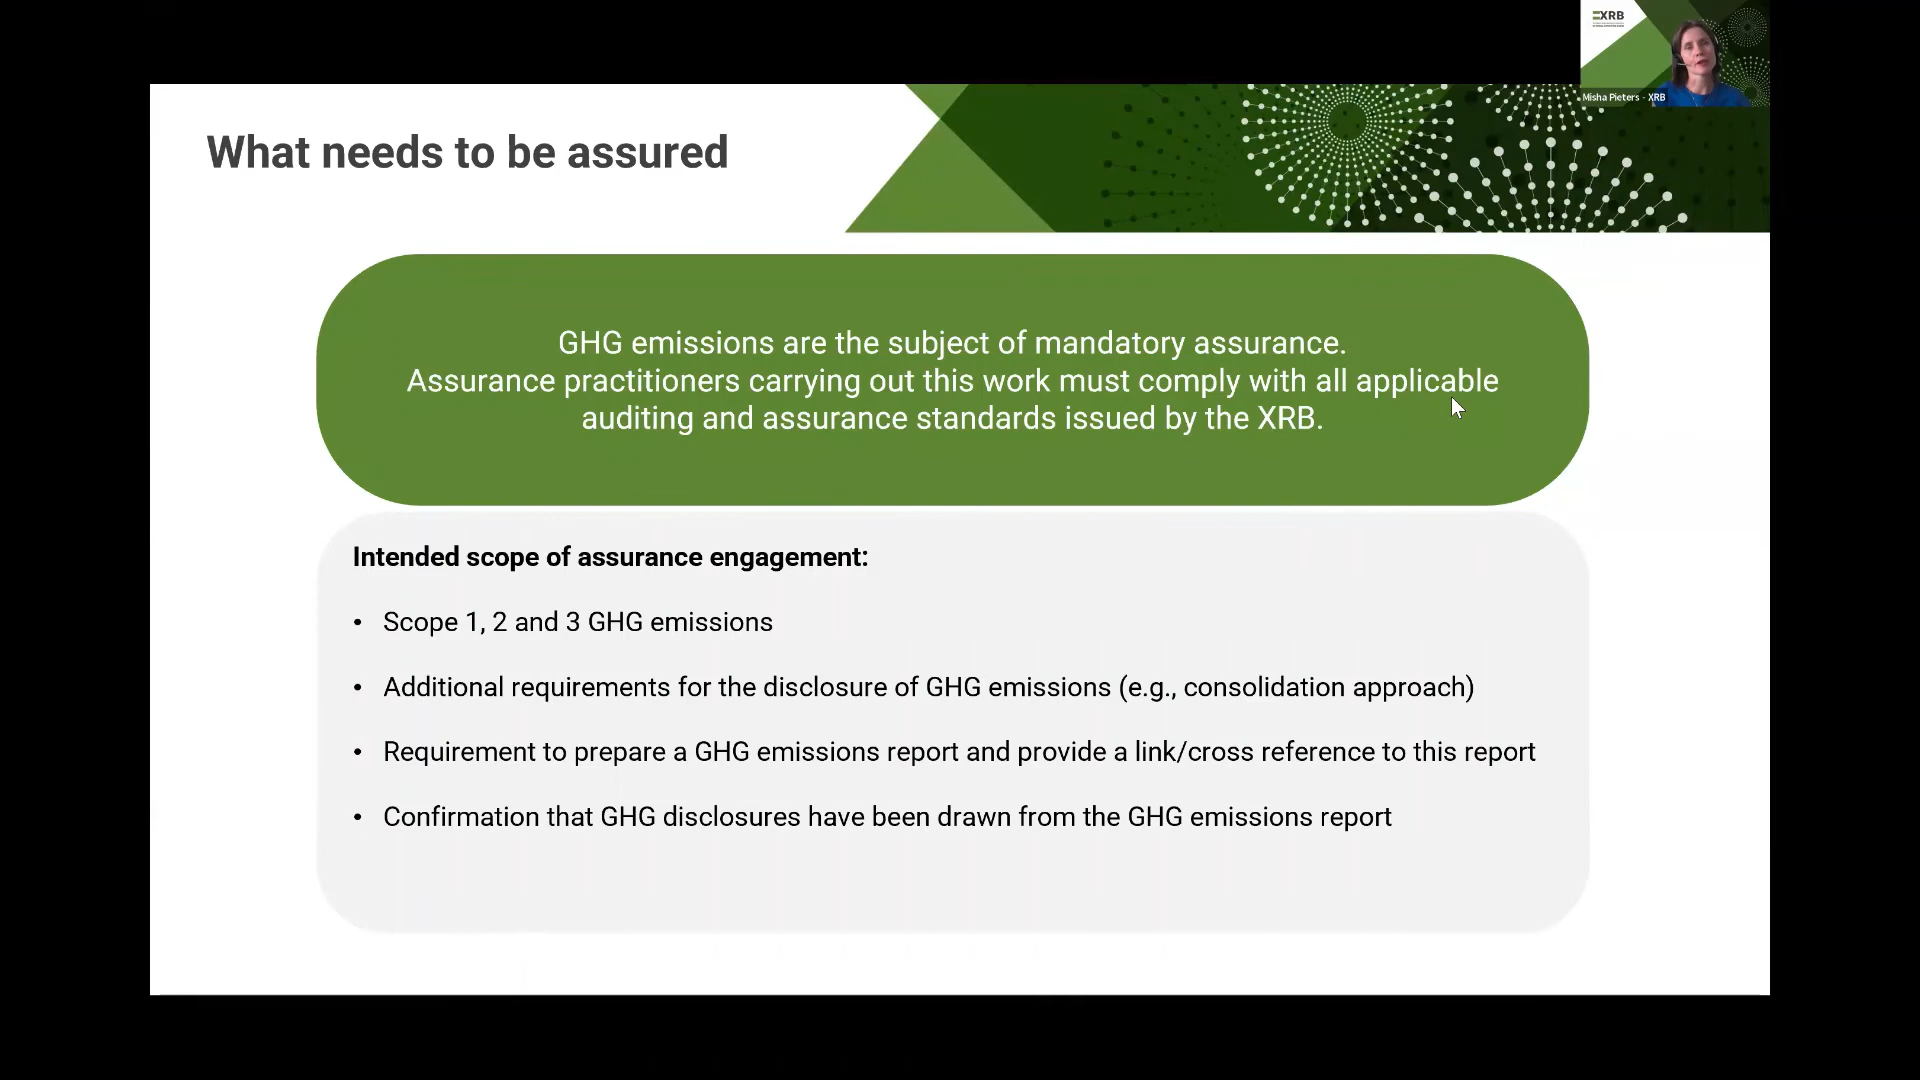 XRB
Misha Pieters - XRB
What needs to be assured
GHG emissions are the subject of mandatory assurance.
Assurance practitioners carrying out this work must comply with all applicable
auditing and assurance standards issued by the XRB.
Intended scope of assurance engagement:
• Scope 1, 2 and 3 GHG emissions
• Additional requirements for the disclosure of GHG emissions (e.g., consolidation approach)
• Requirement to prepare a GHG emissions report and provide a link/cross reference to this report
• Confirmation that GHG disclosures have been drawn from the GHG emissions report